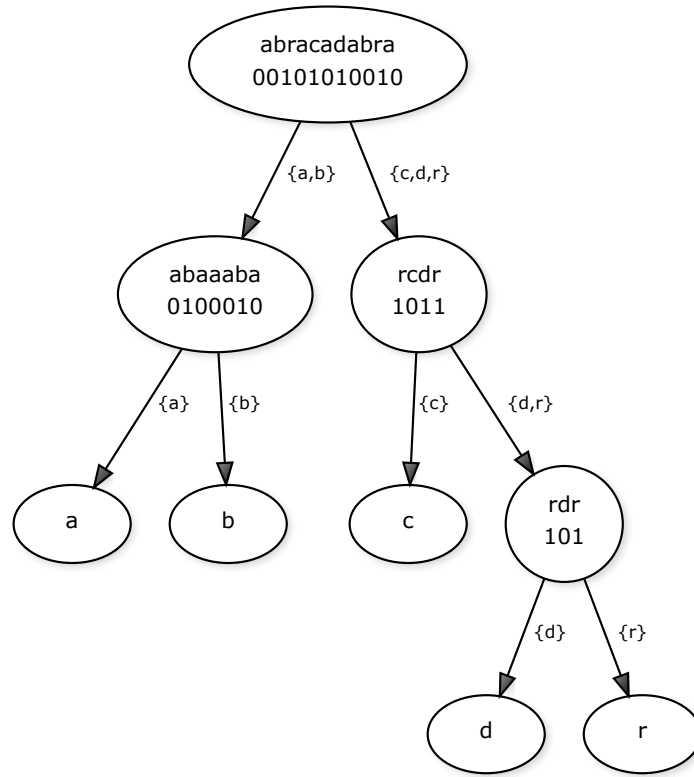 abracadabra
00101010010
{a,b}
{c,d,r}
abaaaba
0100010
rcdr
1011
{a}
{b}
{c}
{d,r}
a
b
c
rdr
101
{d}
{r}
d
r